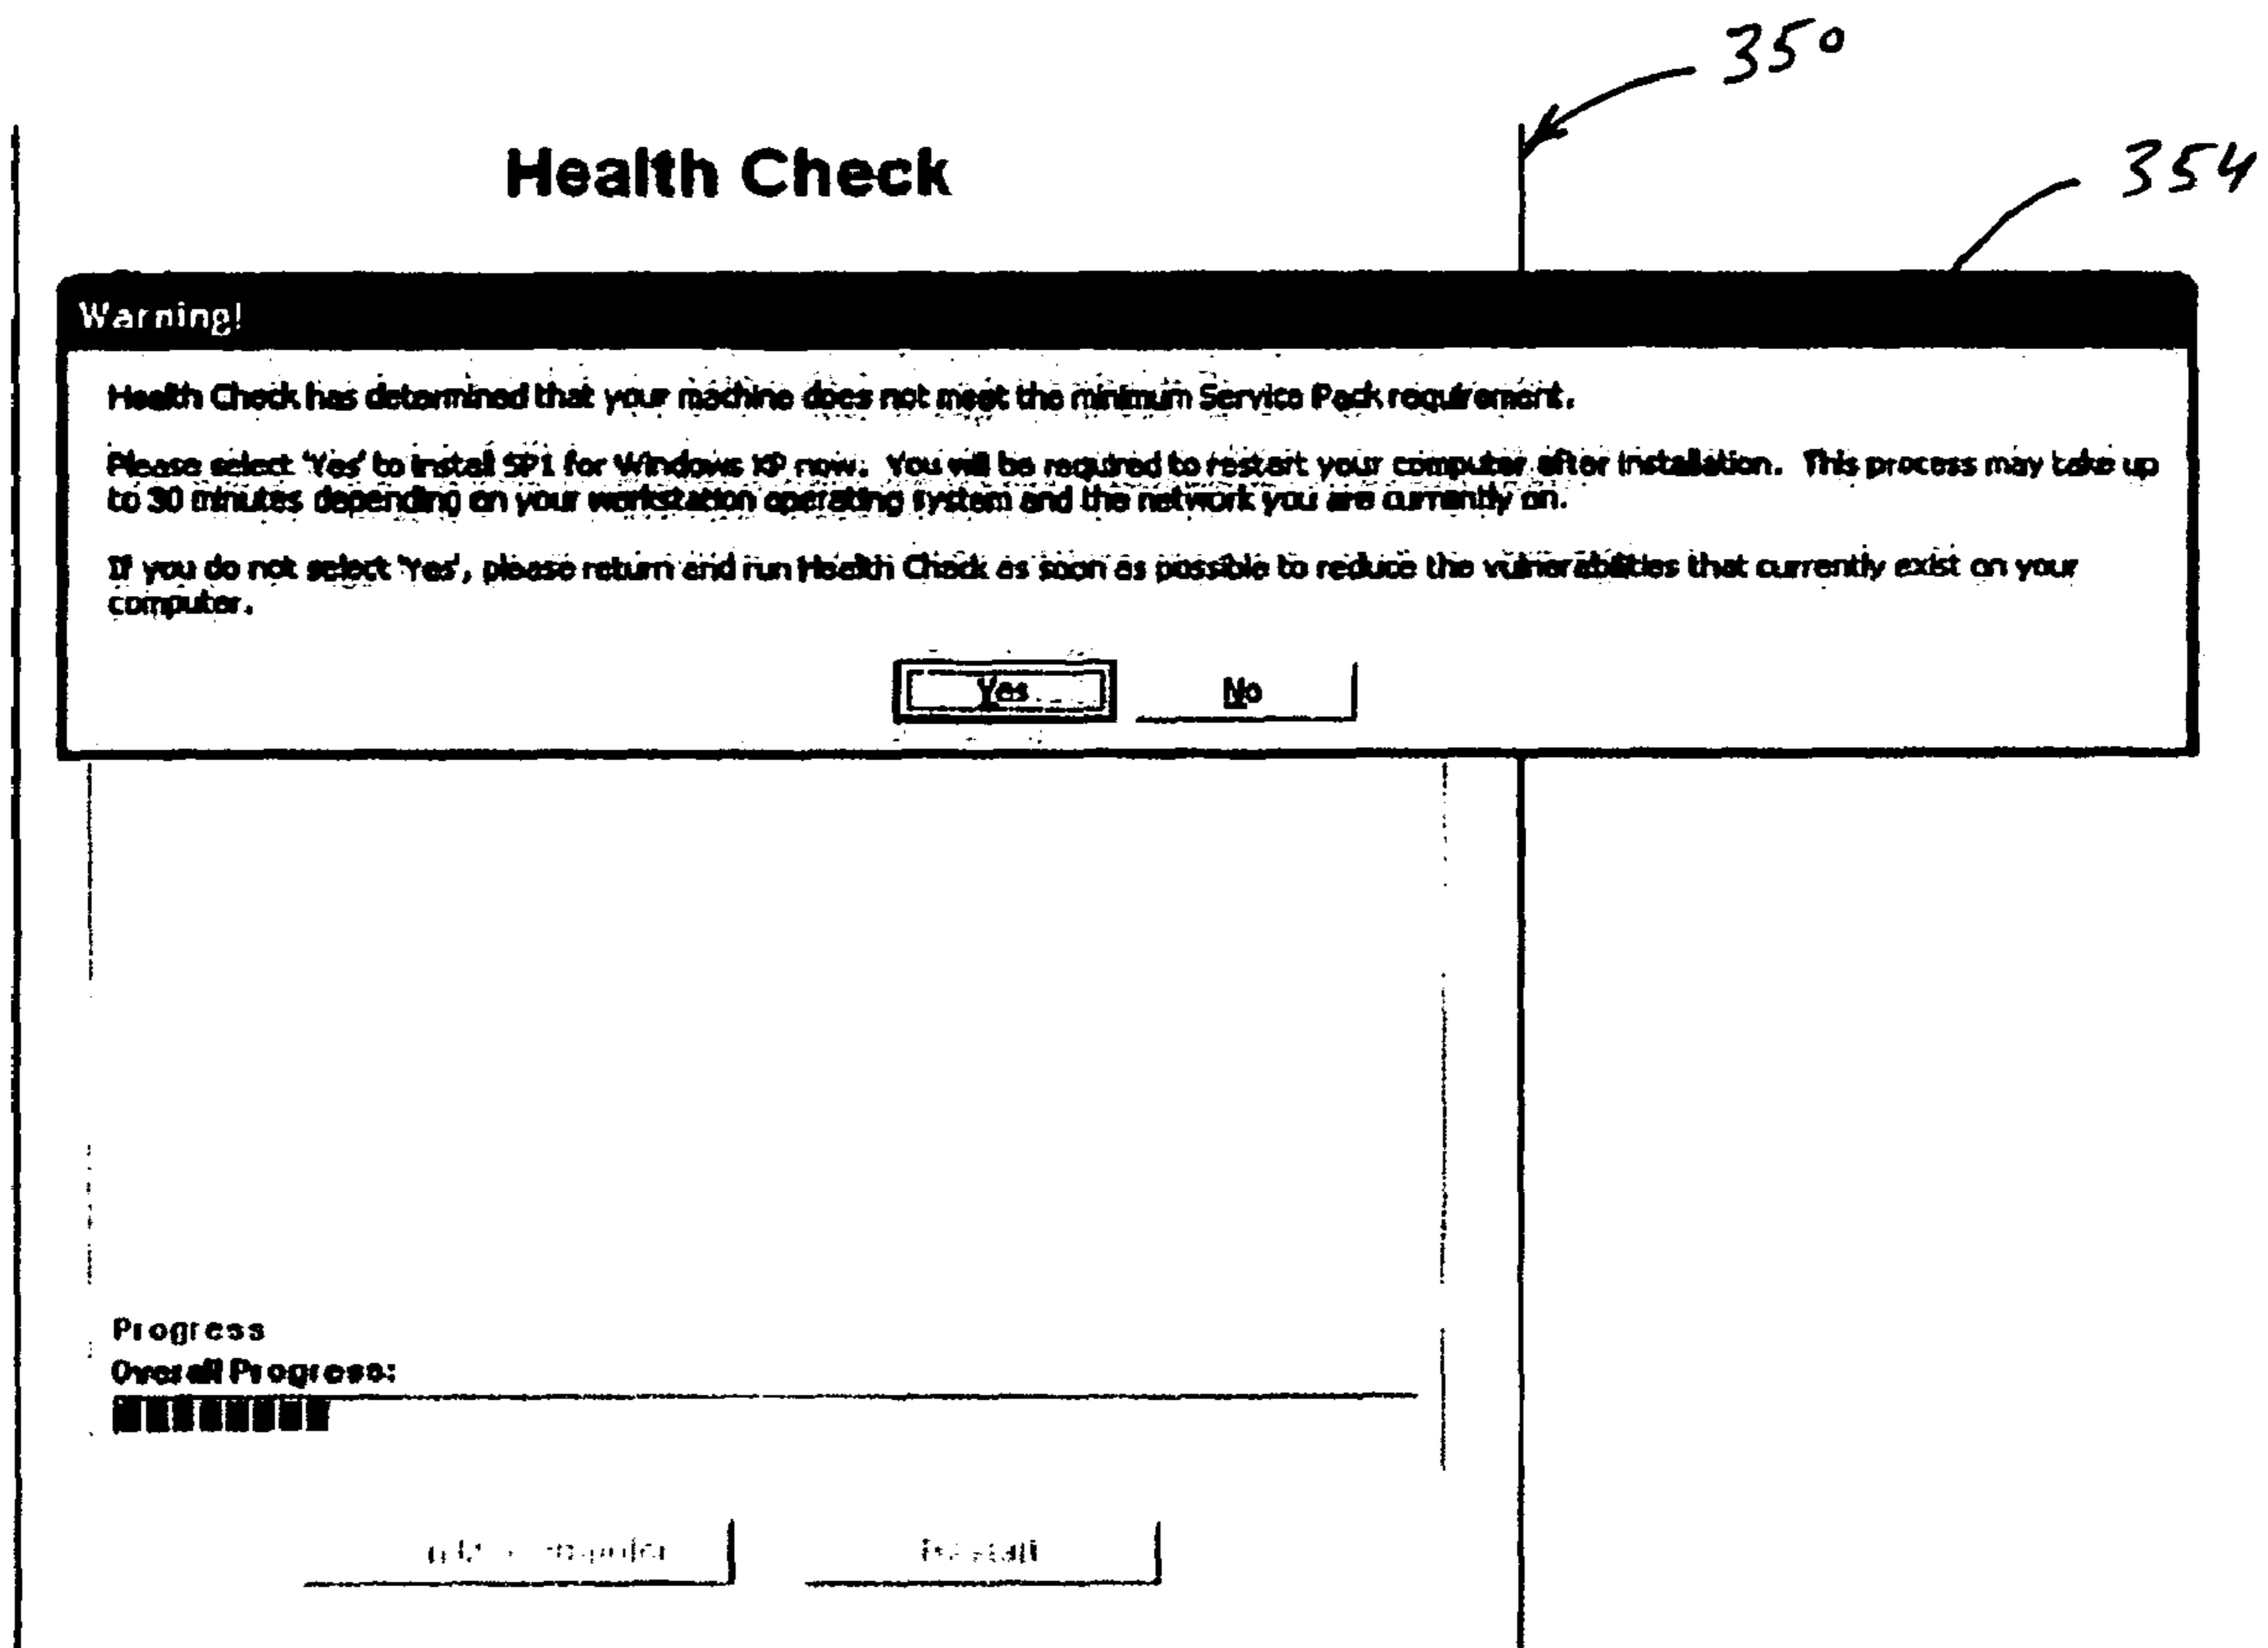 350
354
Health Check
Warning!
Health Check has determined that your machine does not meet the minimum Service Pack requirement.
Please select 'Yes' to install SP1 for Windows XP now. You will be required to restart your computer after installation. This process may take up
to 30 minutes depending on your workstation operating system and the network you are currently on.
If you do not select 'Yes', please return and run Health Check as soon as possible to reduce the vulnerabilities that currently exist on your
computer.
Yes No
Progress
Overall Progress: